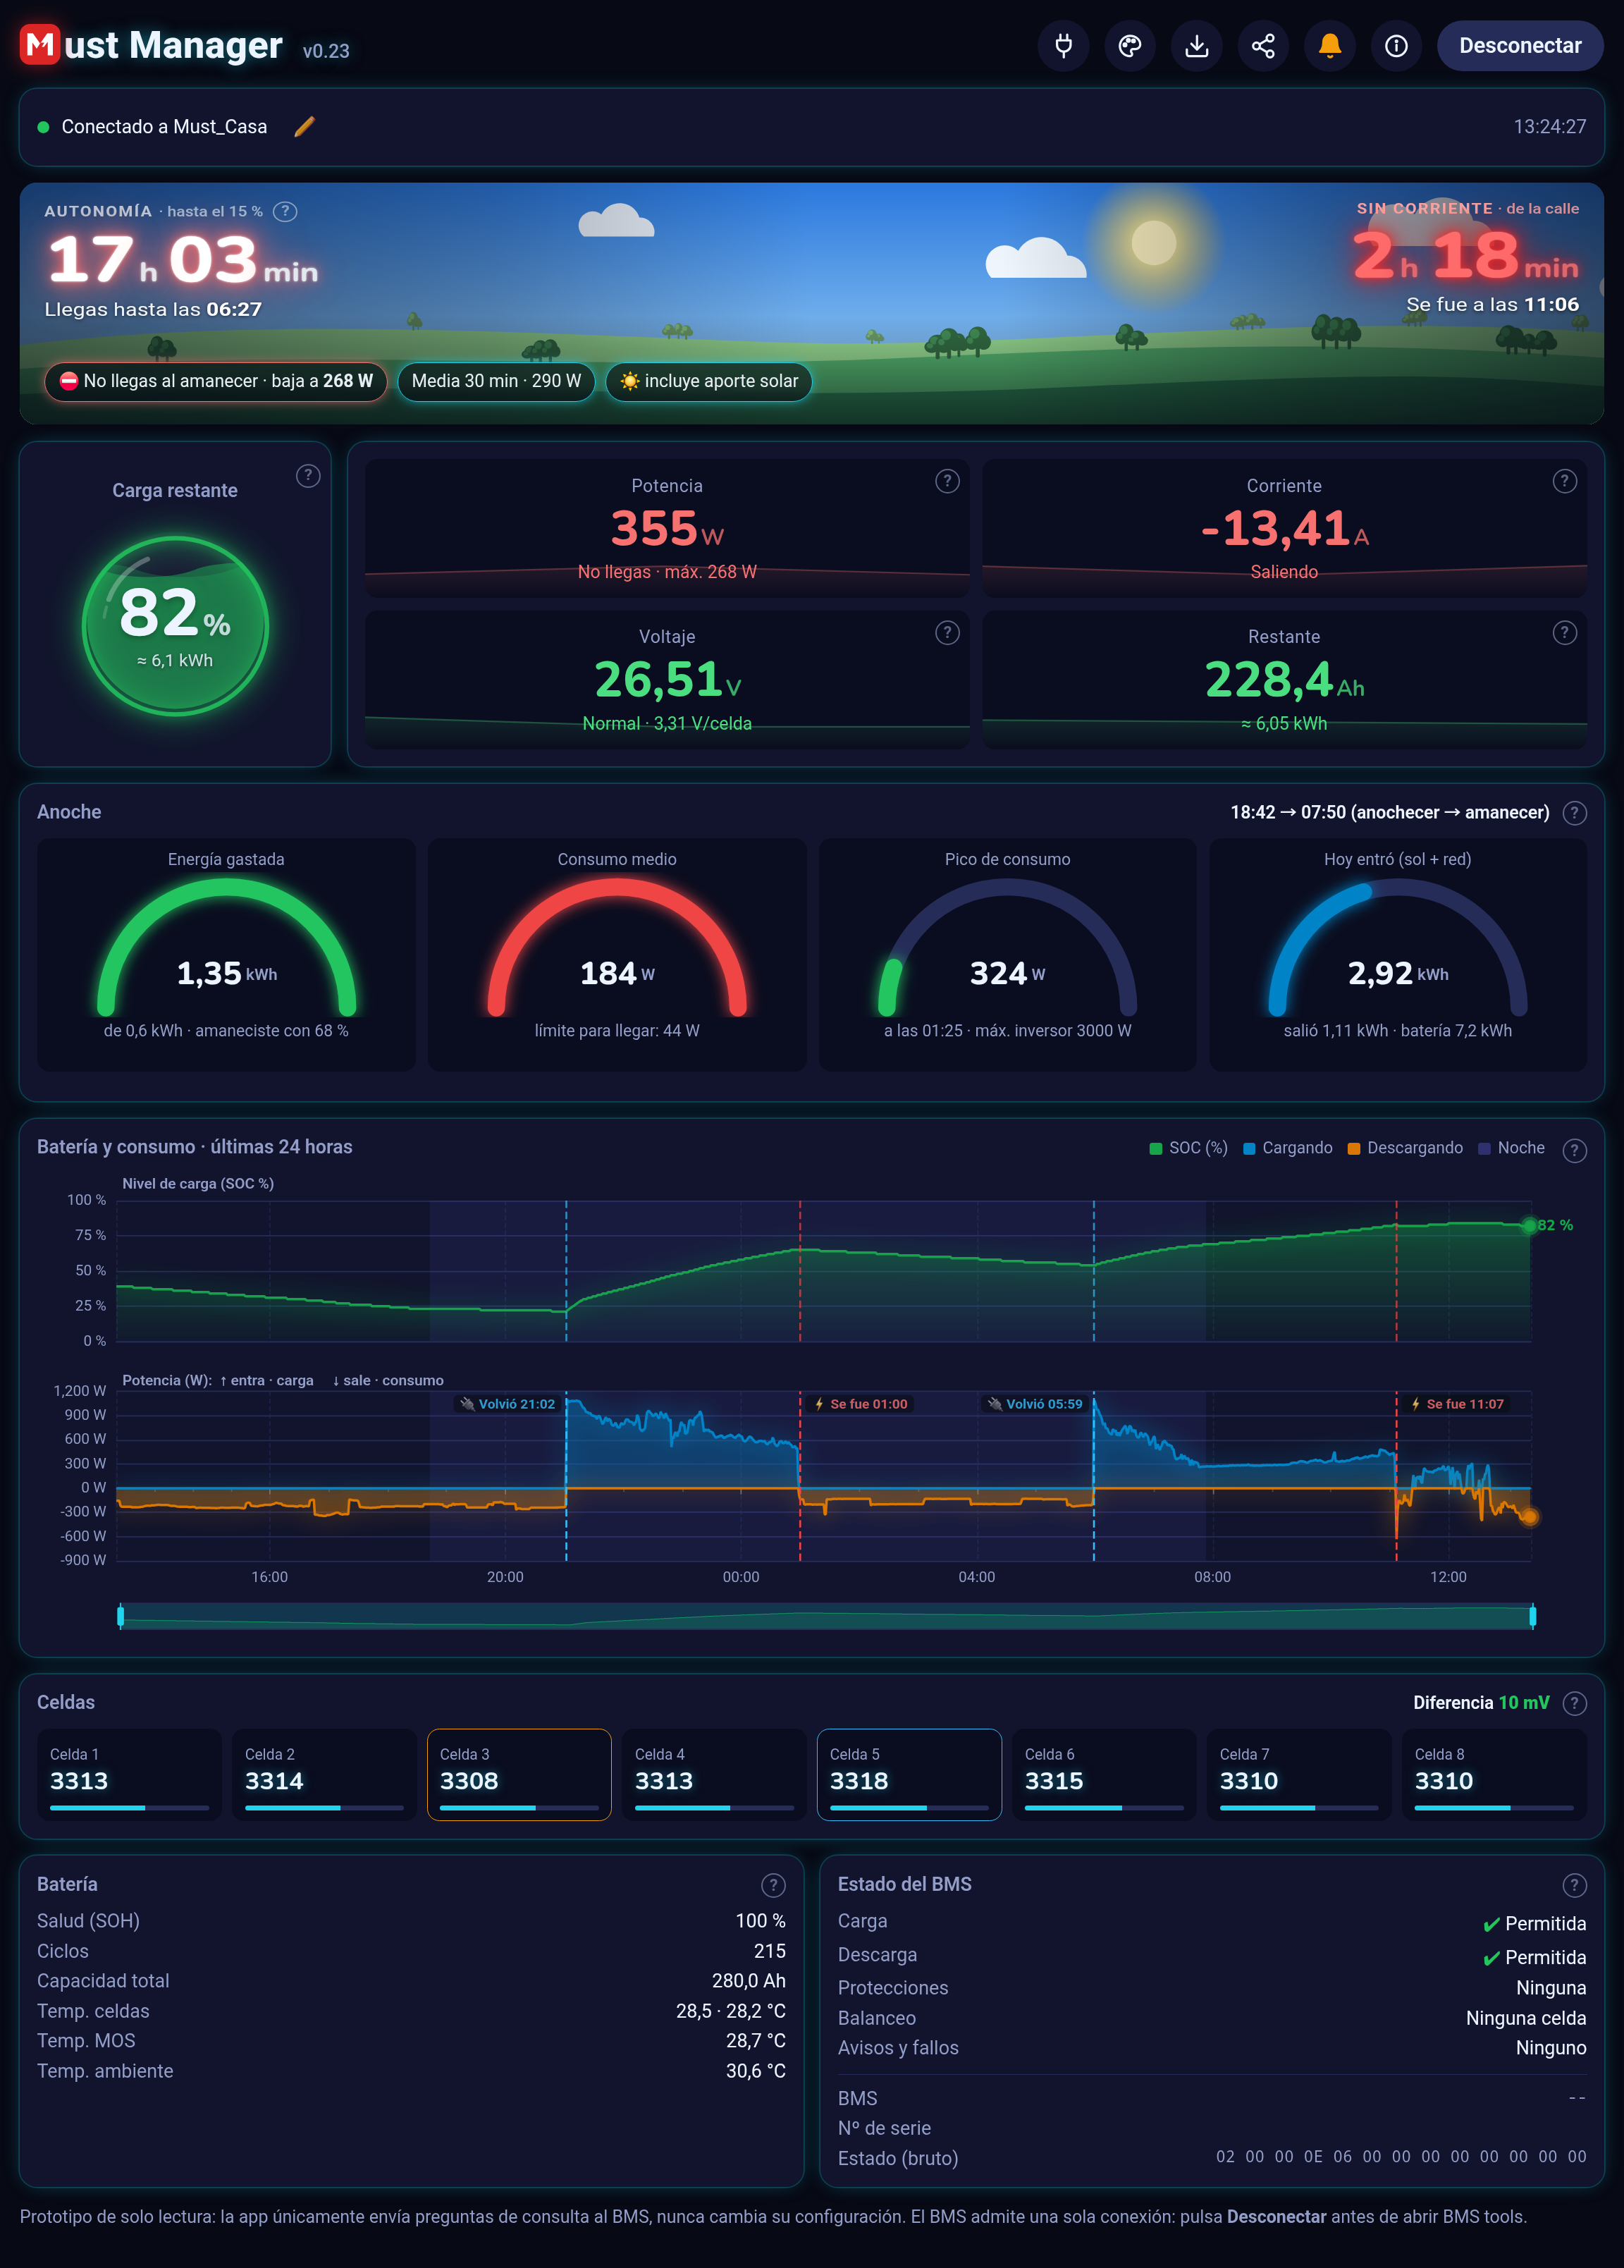 Must Manager v0.23
Desconectar
Conectado a Must_Casa
13:24:27
AUTONOMÍA · hasta el 15 % ?
17 h 03 min
Llegas hasta las 06:27
SIN CORRIENTE · de la calle
2 h 18 min
Se fue a las 11:06
No llegas al amanecer · baja a 268 W
Media 30 min · 290 W
incluye aporte solar
Carga restante ?
82 %
≈ 6,1 kWh
Potencia ?
355 W
No llegas · máx. 268 W
Corriente ?
-13,41 A
Saliendo
Voltaje ?
26,51 V
Normal · 3,31 V/celda
Restante ?
228,4 Ah
≈ 6,05 kWh
Anoche
18:42 → 07:50 (anochecer → amanecer) ?
Energía gastada
1,35 kWh
de 0,6 kWh · amaneciste con 68 %
Consumo medio
184 W
límite para llegar: 44 W
Pico de consumo
324 W
a las 01:25 · máx. inversor 3000 W
Hoy entró (sol + red)
2,92 kWh
salió 1,11 kWh · batería 7,2 kWh
Batería y consumo · últimas 24 horas
SOC (%) Cargando Descargando Noche ?
Nivel de carga (SOC %)
100 %
75 %
50 %
25 %
0 %
82 %
Potencia (W): ↑ entra · carga ↓ sale · consumo
1,200 W
900 W
600 W
300 W
0 W
-300 W
-600 W
-900 W
Volvió 21:02
Se fue 01:00
Volvió 05:59
Se fue 11:07
16:00 20:00 00:00 04:00 08:00 12:00
Celdas
Diferencia 10 mV ?
Celda 1
3313
Celda 2
3314
Celda 3
3308
Celda 4
3313
Celda 5
3318
Celda 6
3315
Celda 7
3310
Celda 8
3310
Batería ?
Salud (SOH) 100 %
Ciclos 215
Capacidad total 280,0 Ah
Temp. celdas 28,5 · 28,2 °C
Temp. MOS 28,7 °C
Temp. ambiente 30,6 °C
Estado del BMS ?
Carga ✔ Permitida
Descarga ✔ Permitida
Protecciones Ninguna
Balanceo Ninguna celda
Avisos y fallos Ninguno
BMS --
Nº de serie
Estado (bruto) 02 00 00 0E 06 00 00 00 00 00 00 00 00
Prototipo de solo lectura: la app únicamente envía preguntas de consulta al BMS, nunca cambia su configuración. El BMS admite una sola conexión: pulsa Desconectar antes de abrir BMS tools.